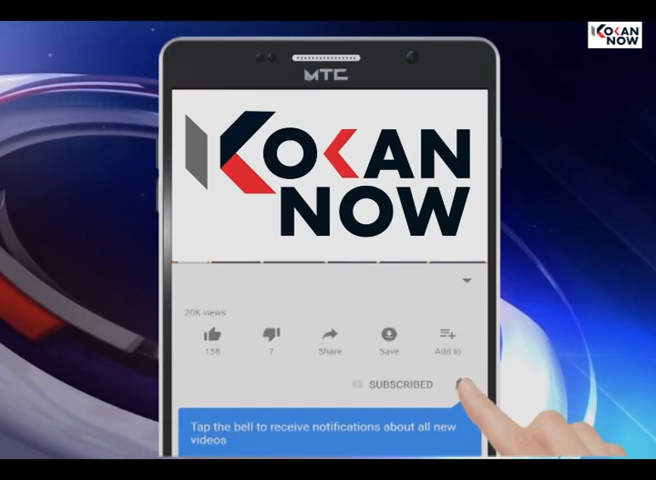 KOKAN
NOW
MTC
KOKAN
NOW
20K views
158
7
Share
Save
Add to
SUBSCRIBED
Tap the bell to receive notifications about all new
videos